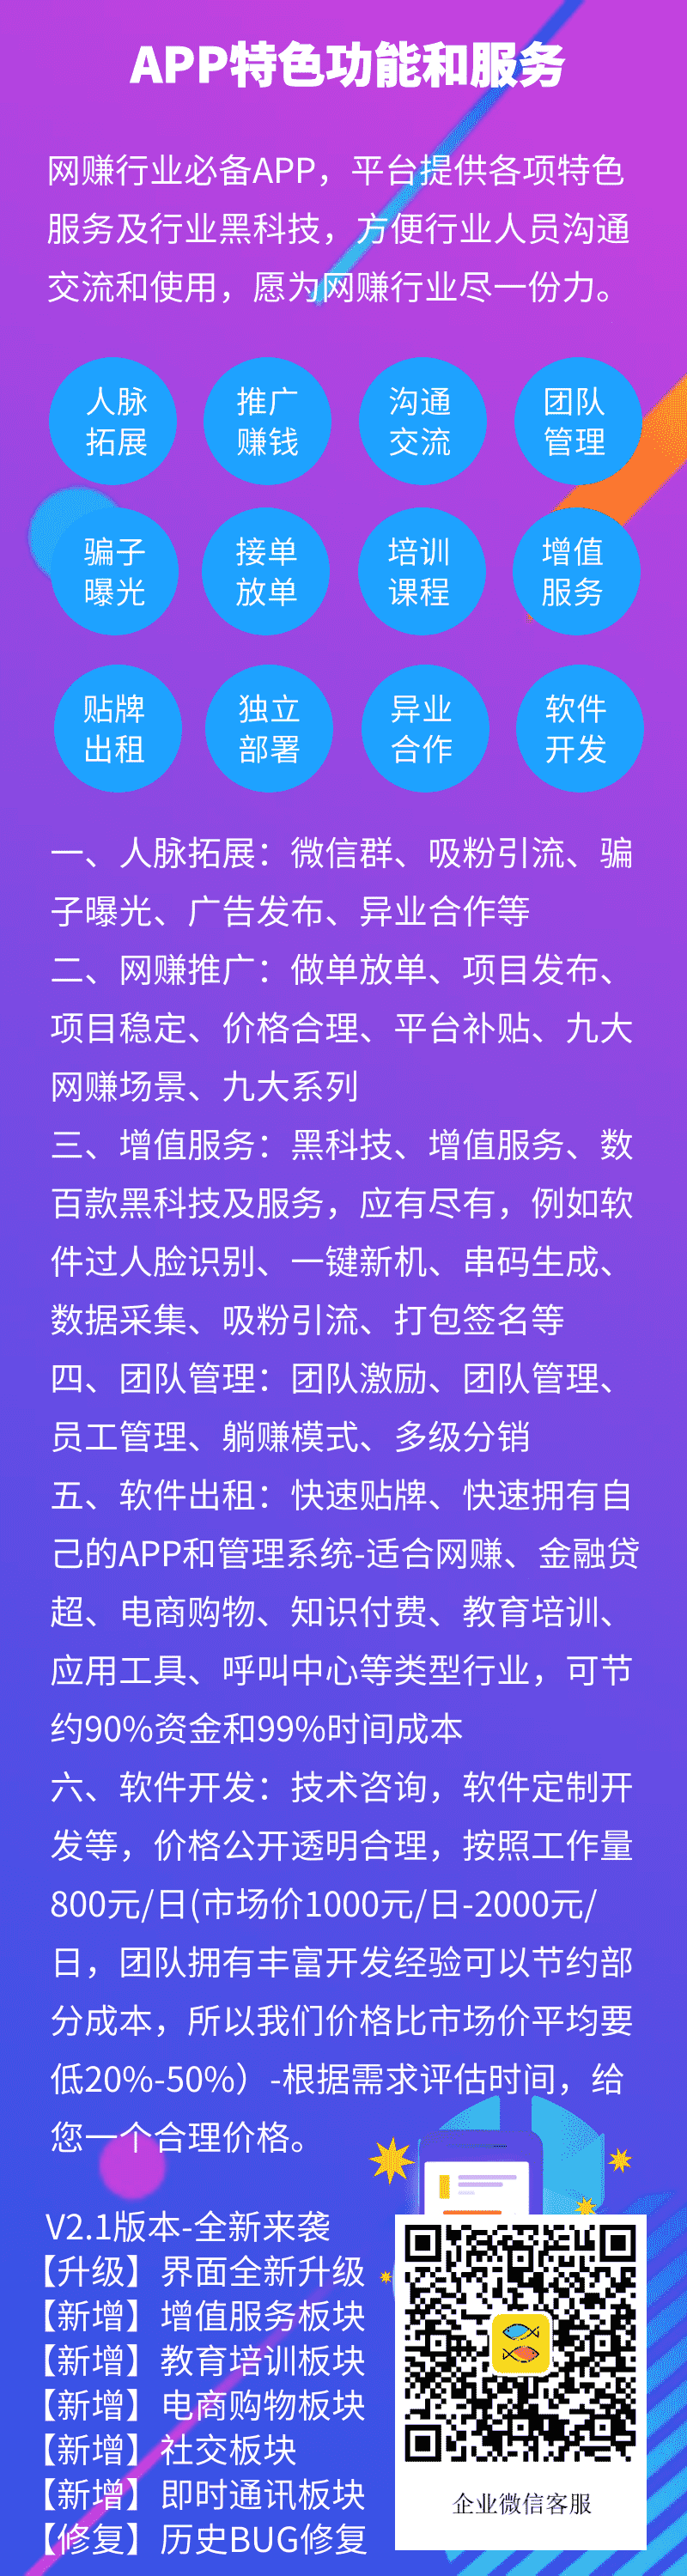 APP特色功能和服务
网赚行业必备APP，平台提供各项特色
服务及行业黑科技，方便行业人员沟通
交流和使用，愿为网赚行业尽一份力。
人脉
拓展
推广
赚钱
沟通
交流
团队
管理
骗子
曝光
接单
放单
培训
课程
增值
服务
贴牌
出租
独立
部署
异业
合作
软件
开发
一、人脉拓展：微信群、吸粉引流、骗
子曝光、广告发布、异业合作等
二、网赚推广：做单放单、项目发布、
项目稳定、价格合理、平台补贴、九大
网赚场景、九大系列
三、增值服务：黑科技、增值服务、数
百款黑科技及服务，应有尽有，例如软
件过人脸识别、一键新机、串码生成、
数据采集、吸粉引流、打包签名等
四、团队管理：团队激励、团队管理、
员工管理、躺赚模式、多级分销
五、软件出租：快速贴牌、快速拥有自
己的APP和管理系统-适合网赚、金融贷
超、电商购物、知识付费、教育培训、
应用工具、呼叫中心等类型行业，可节
约90%资金和99%时间成本
六、软件开发：技术咨询，软件定制开
发等，价格公开透明合理，按照工作量
800元/日(市场价1000元/日-2000元/
日，团队拥有丰富开发经验可以节约部
分成本，所以我们价格比市场价平均要
低20%-50%）-根据需求评估时间，给
您一个合理价格。
V2.1版本-全新来袭
【升级】界面全新升级
【新增】增值服务板块
【新增】教育培训板块
【新增】电商购物板块
【新增】社交板块
【新增】即时通讯板块
【修复】历史BUG修复
企业微信客服